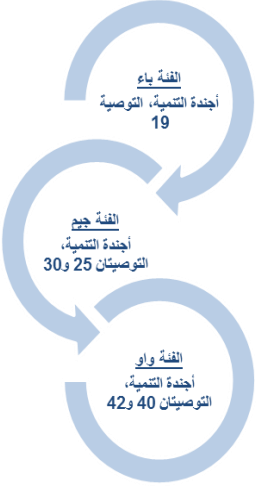 الفئة باء
أجندة التنمية، التوصية
19
الفئة جيم
أجندة التنمية،
التوصيتان 25 و30
الفئة واو
أجندة التنمية،
التوصيتان 40 و42